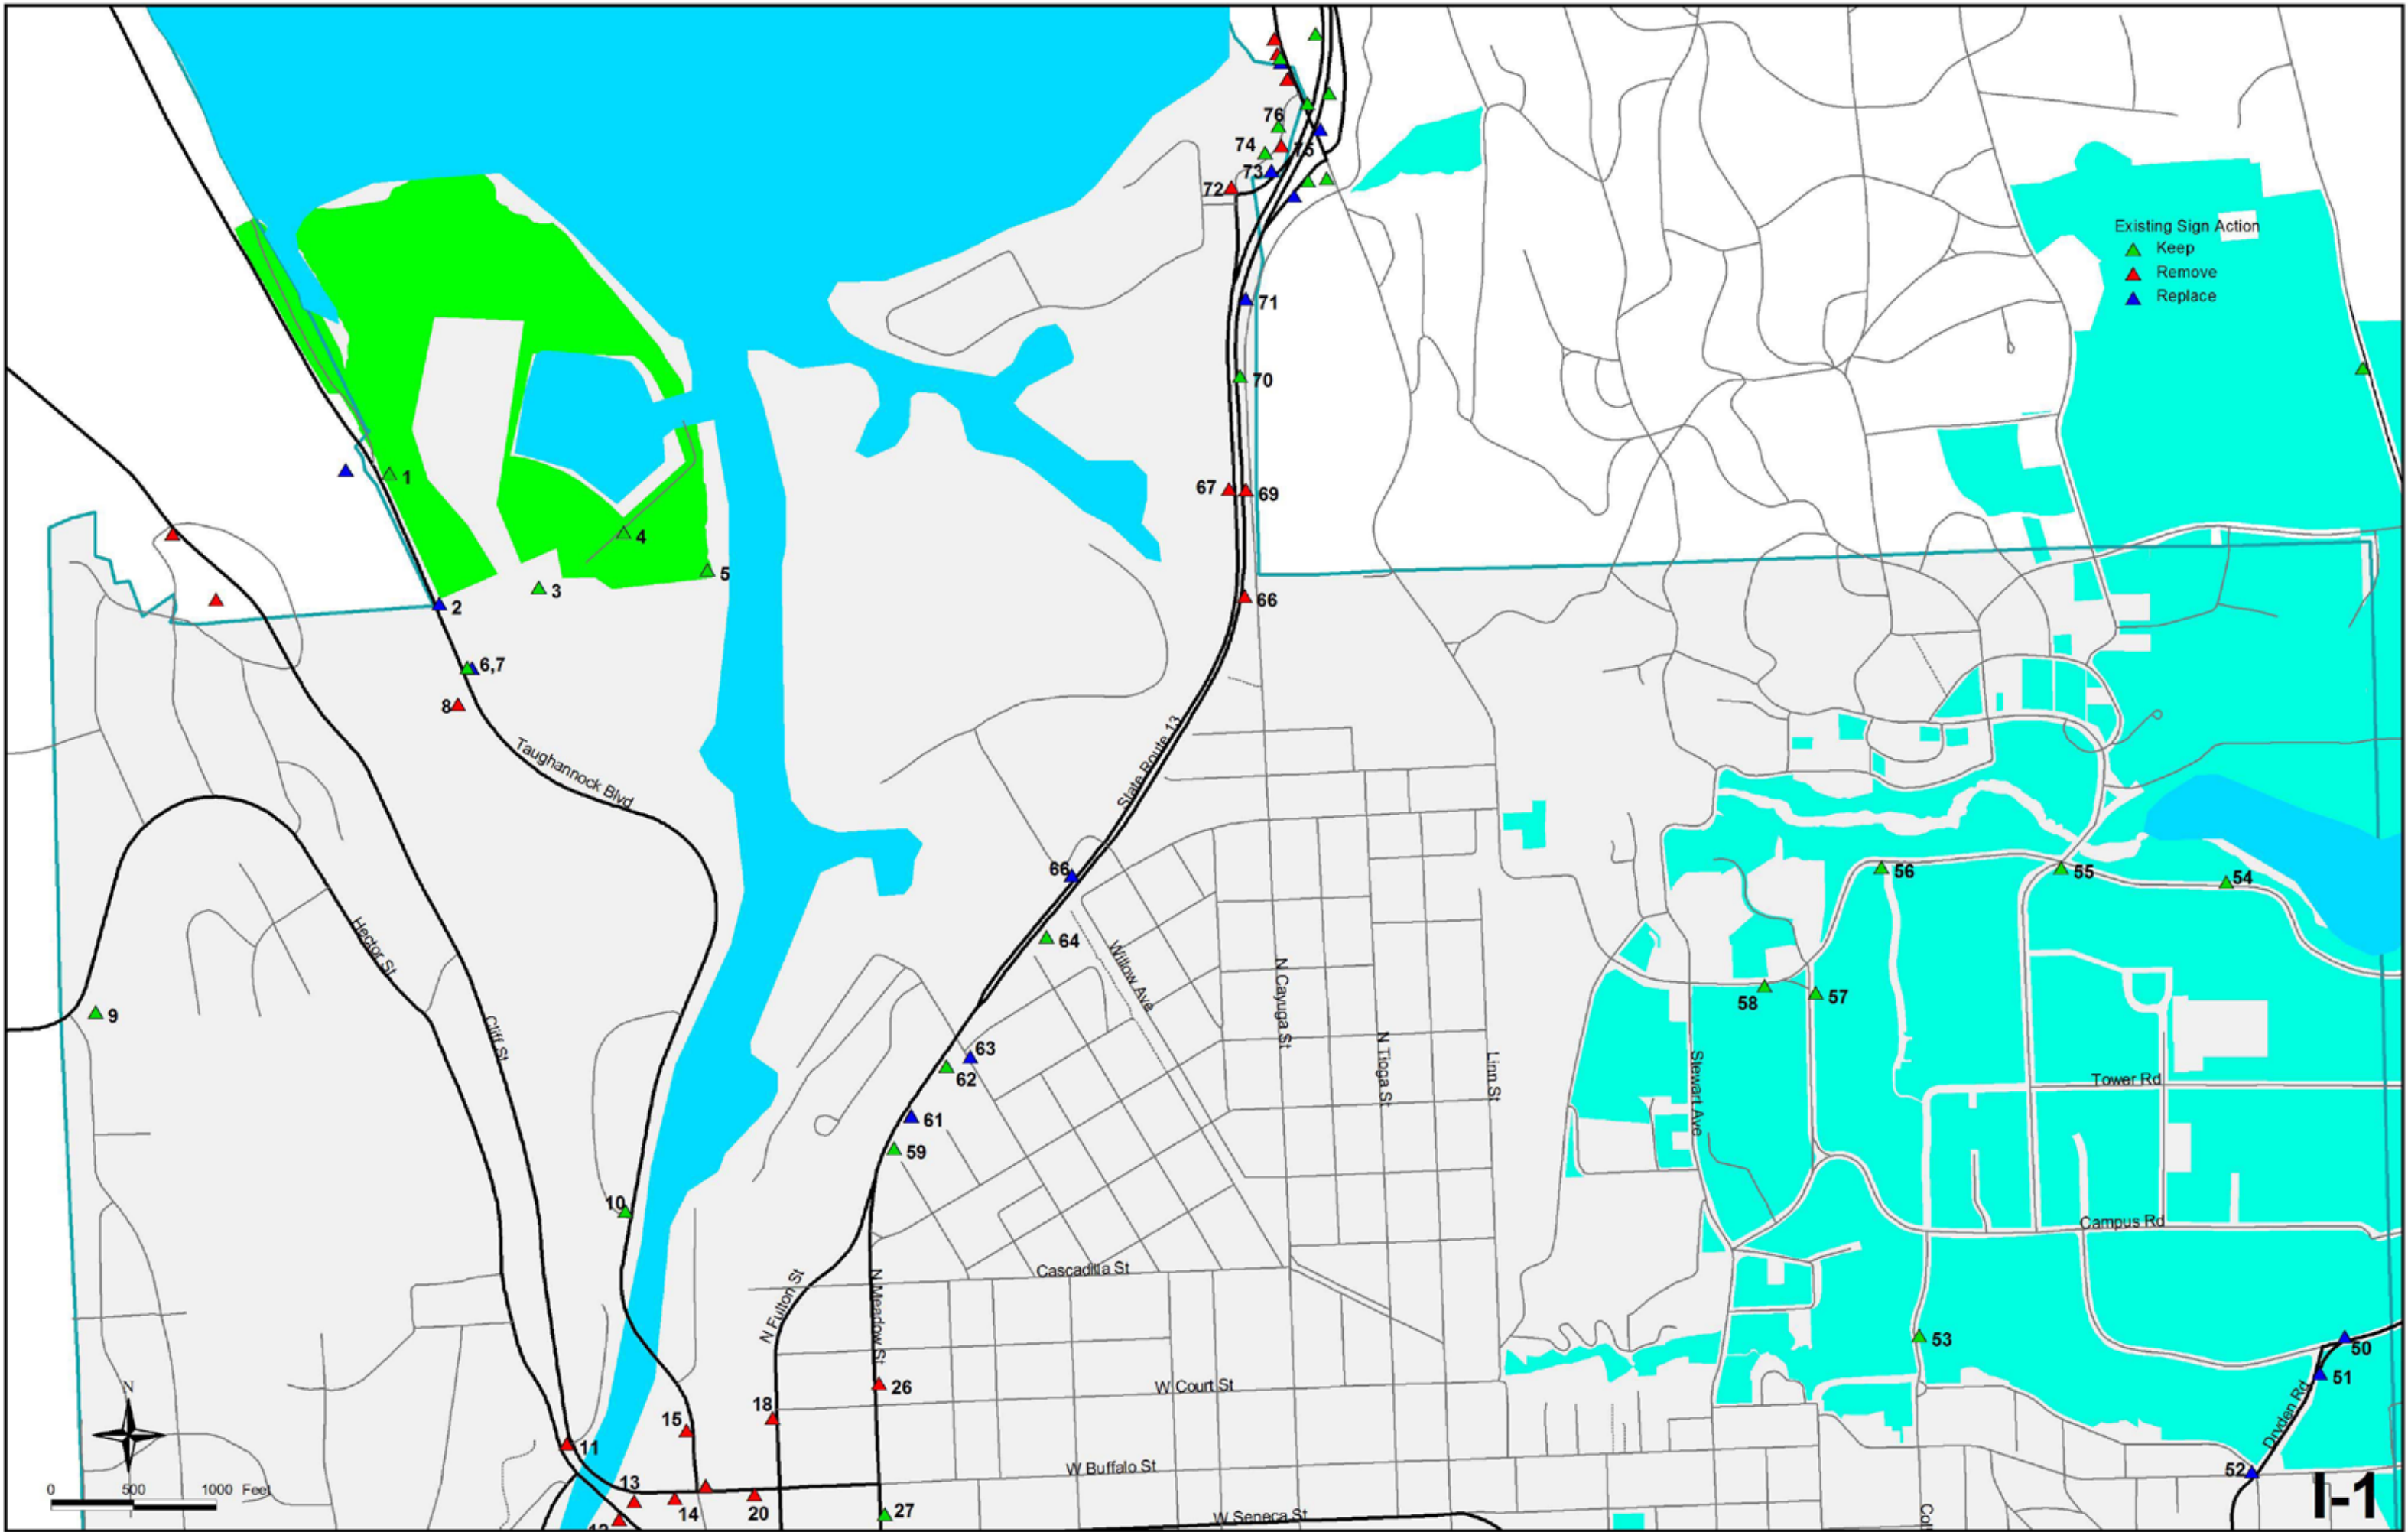 76
74
75
73
72
Existing Sign Action
Keep
Remove
Replace
71
70
1
67
69
4
5
3
2
66
6,7
8
State Route 13
Taughannock Blvd
66
56
55
54
64
Hector St
Willow Ave
N Cayuga St
58
57
9
Cliff St
63
62
N Tioga St
Linn St
Stewart Ave
Tower Rd
61
59
10
Campus Rd
Cascadilla St
N Fulton St
N Meadow St
53
50
51
26
W Court St
18
15
Dryden Rd
N
11
W Buffalo St
52
13
0 500 1000 Feet
14
20
27
W Seneca St
I-1